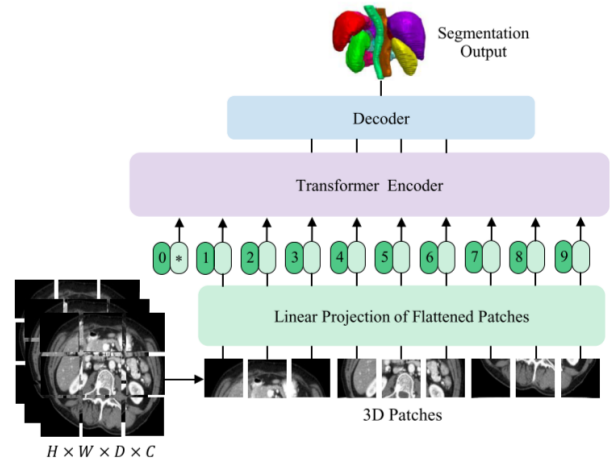 Segmentation
Output
Decoder
Transformer Encoder
0 * 1 2 3 4 5 6 7 8 9
Linear Projection of Flattened Patches
3D Patches
H × W × D × C